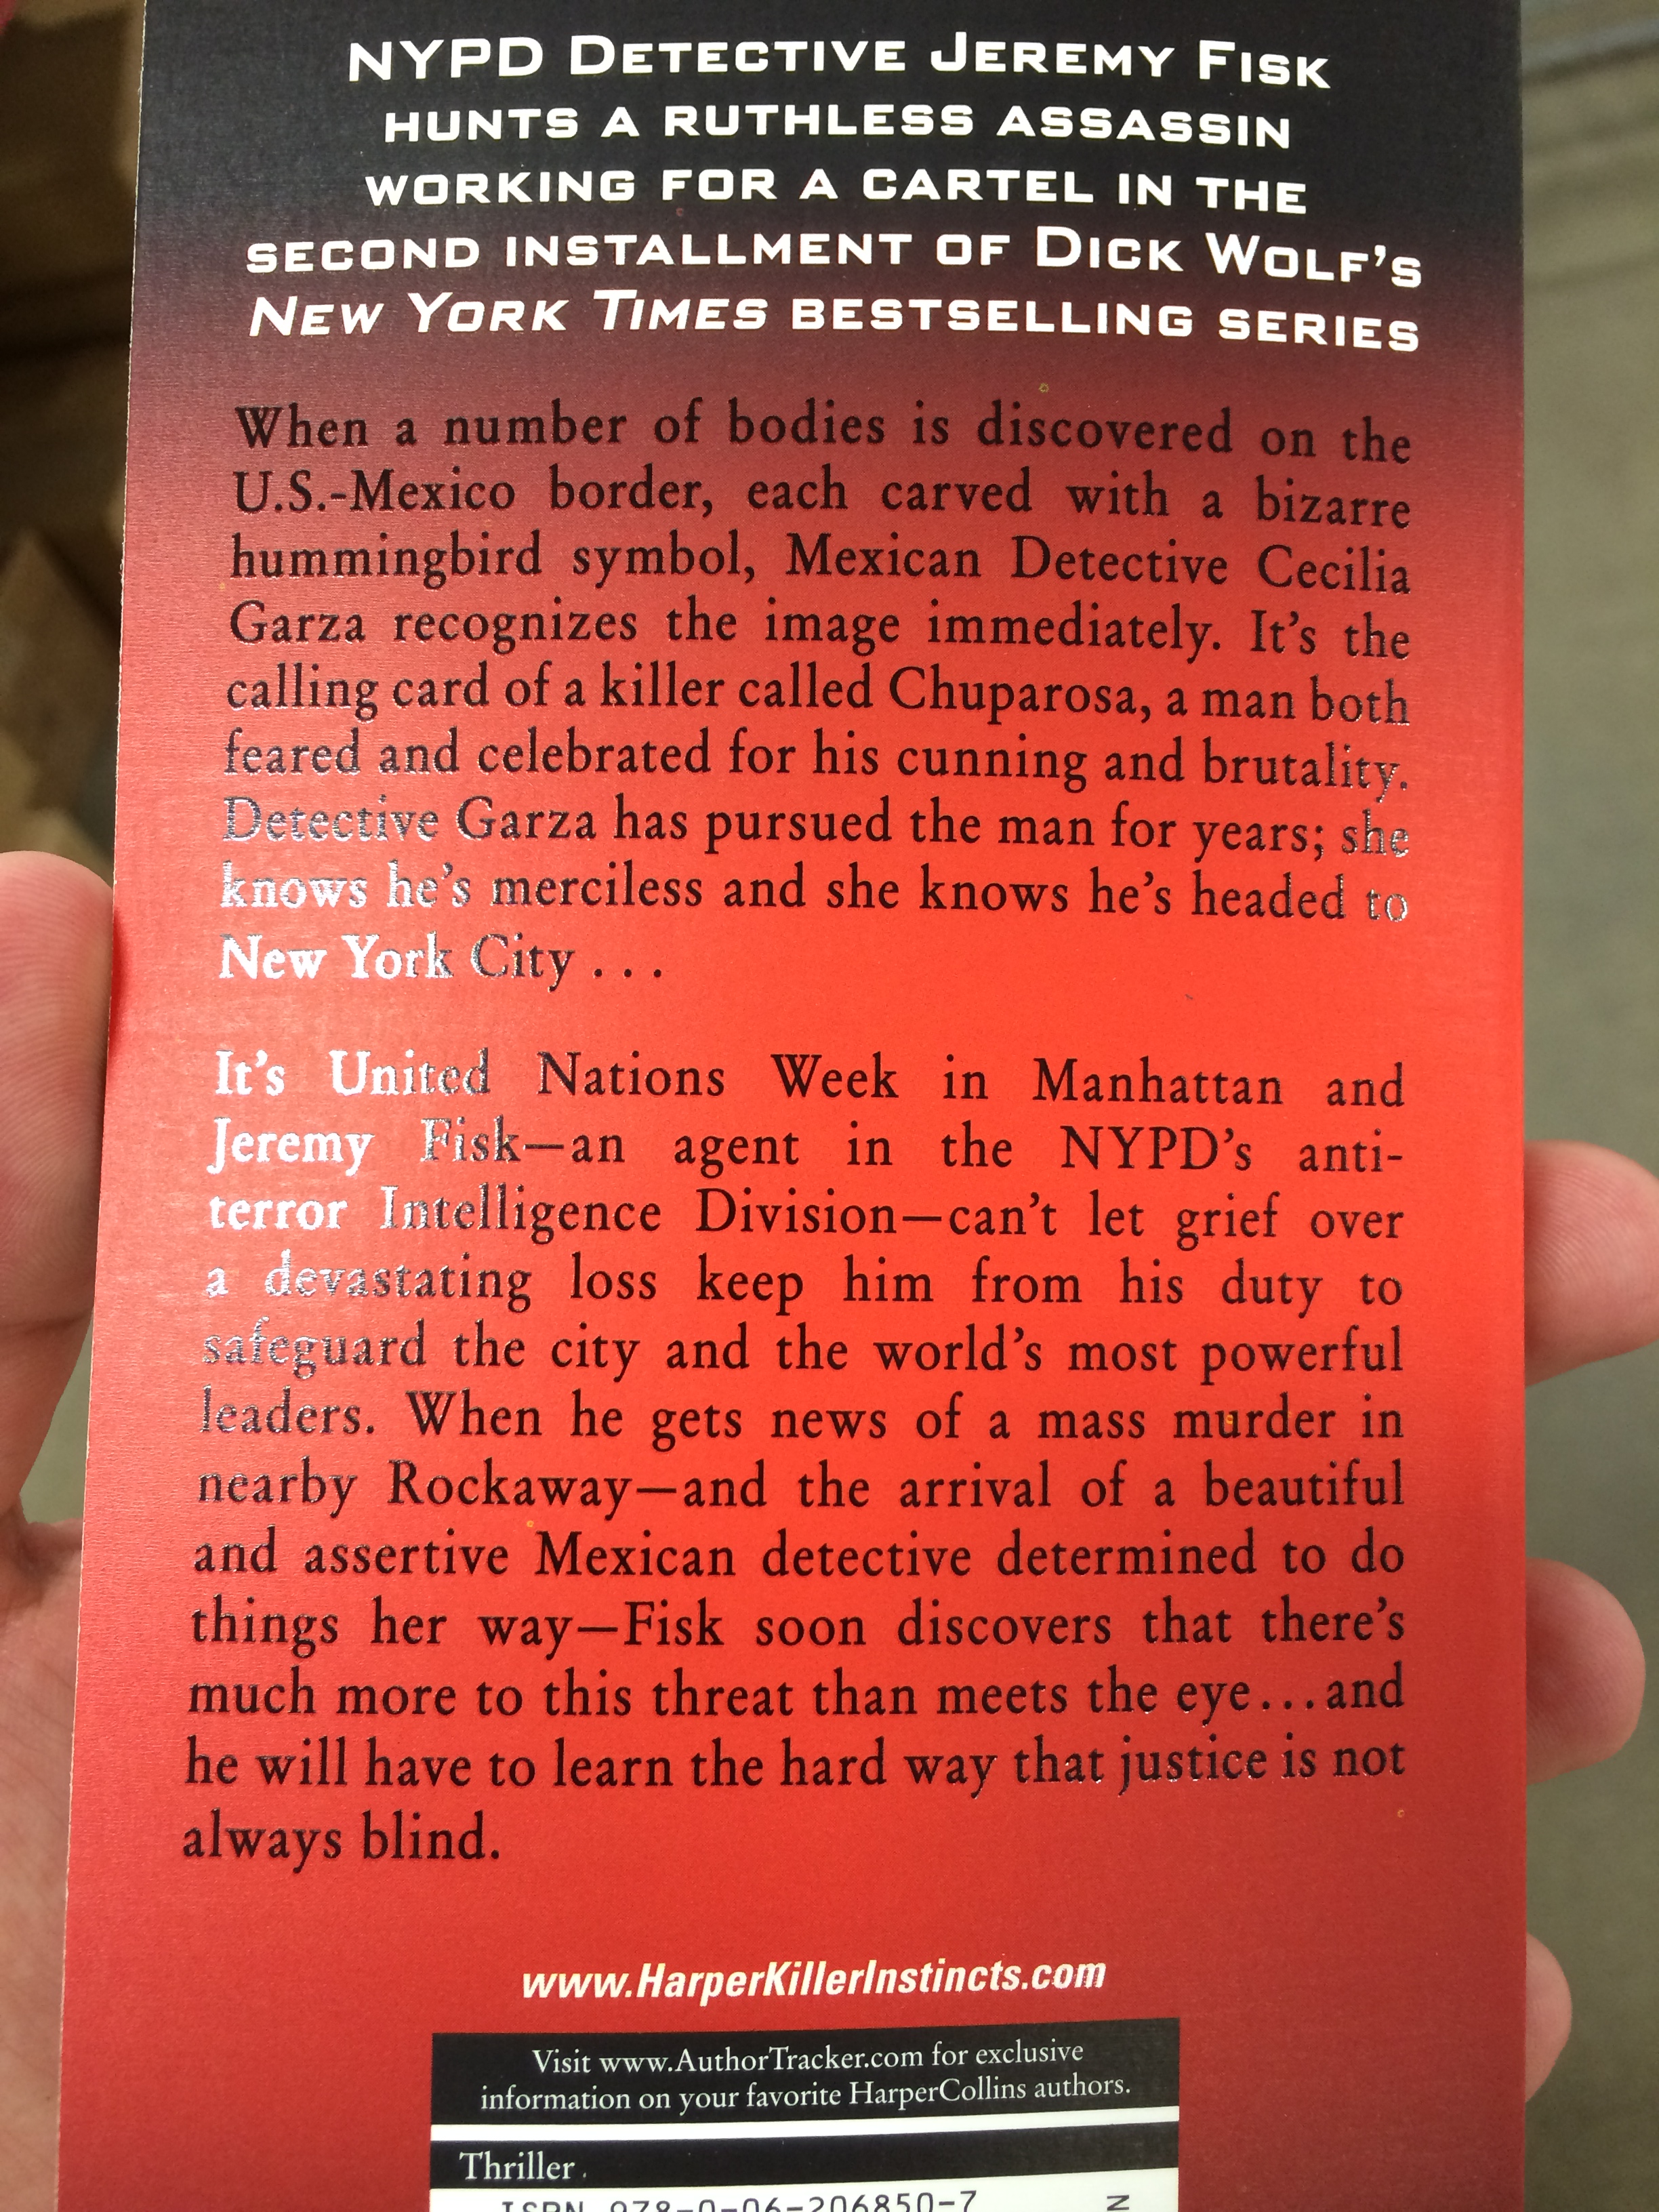 NYPD DETECTIVE JEREMY FISK
HUNTS A RUTHLESS ASSASSIN
WORKING FOR A CARTEL IN THE
SECOND INSTALLMENT OF DICK WOLF'S
NEW YORK TIMES BESTSELLING SERIES
When a number of bodies is discovered on the
U.S.-Mexico border, each carved with a bizarre
hummingbird symbol, Mexican Detective Cecilia
Garza recognizes the image immediately. It's the
calling card of a killer called Chuparosa, a man both
feared and celebrated for his cunning and brutality.
Detective Garza has pursued the man for years; she
knows he's merciless and she knows he's headed to
New York City . . .
It's United Nations Week in Manhattan and
Jeremy Fisk—an agent in the NYPD's anti-
terror Intelligence Division—can't let grief over
a devastating loss keep him from his duty to
safeguard the city and the world's most powerful
leaders. When he gets news of a mass murder in
nearby Rockaway—and the arrival of a beautiful
and assertive Mexican detective determined to do
things her way—Fisk soon discovers that there's
much more to this threat than meets the eye...and
he will have to learn the hard way that justice is not
always blind.
www.HarperKillerInstincts.com
Visit www.AuthorTracker.com for exclusive
information on your favorite HarperCollins authors.
Thriller
ISBN 978-0-06-206850-7